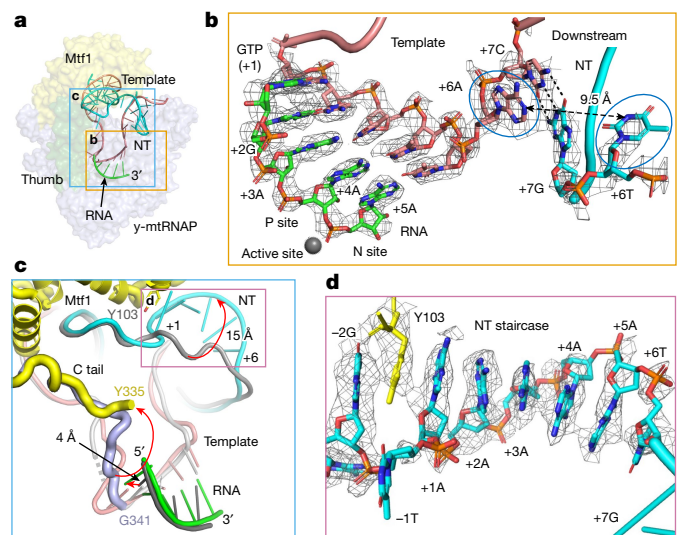 a
Mtf1
Template
c
b
NT
Thumb
3′
RNA
y-mtRNAP
b
GTP
(+1)
Template
+7C
Downstream
NT
+6A
9.5 Å
+2G
+3A
+4A
+5A
+7G
+6T
P site
RNA
Active site
N site
c
Mtf1
Y103
d
NT
+1
15 Å
+6
C tail
Y335
Template
4 Å
5′
RNA
G341
3′
d
–2G
Y103
NT staircase
+5A
+4A
+6T
+3A
+2A
+1A
–1T
+7G